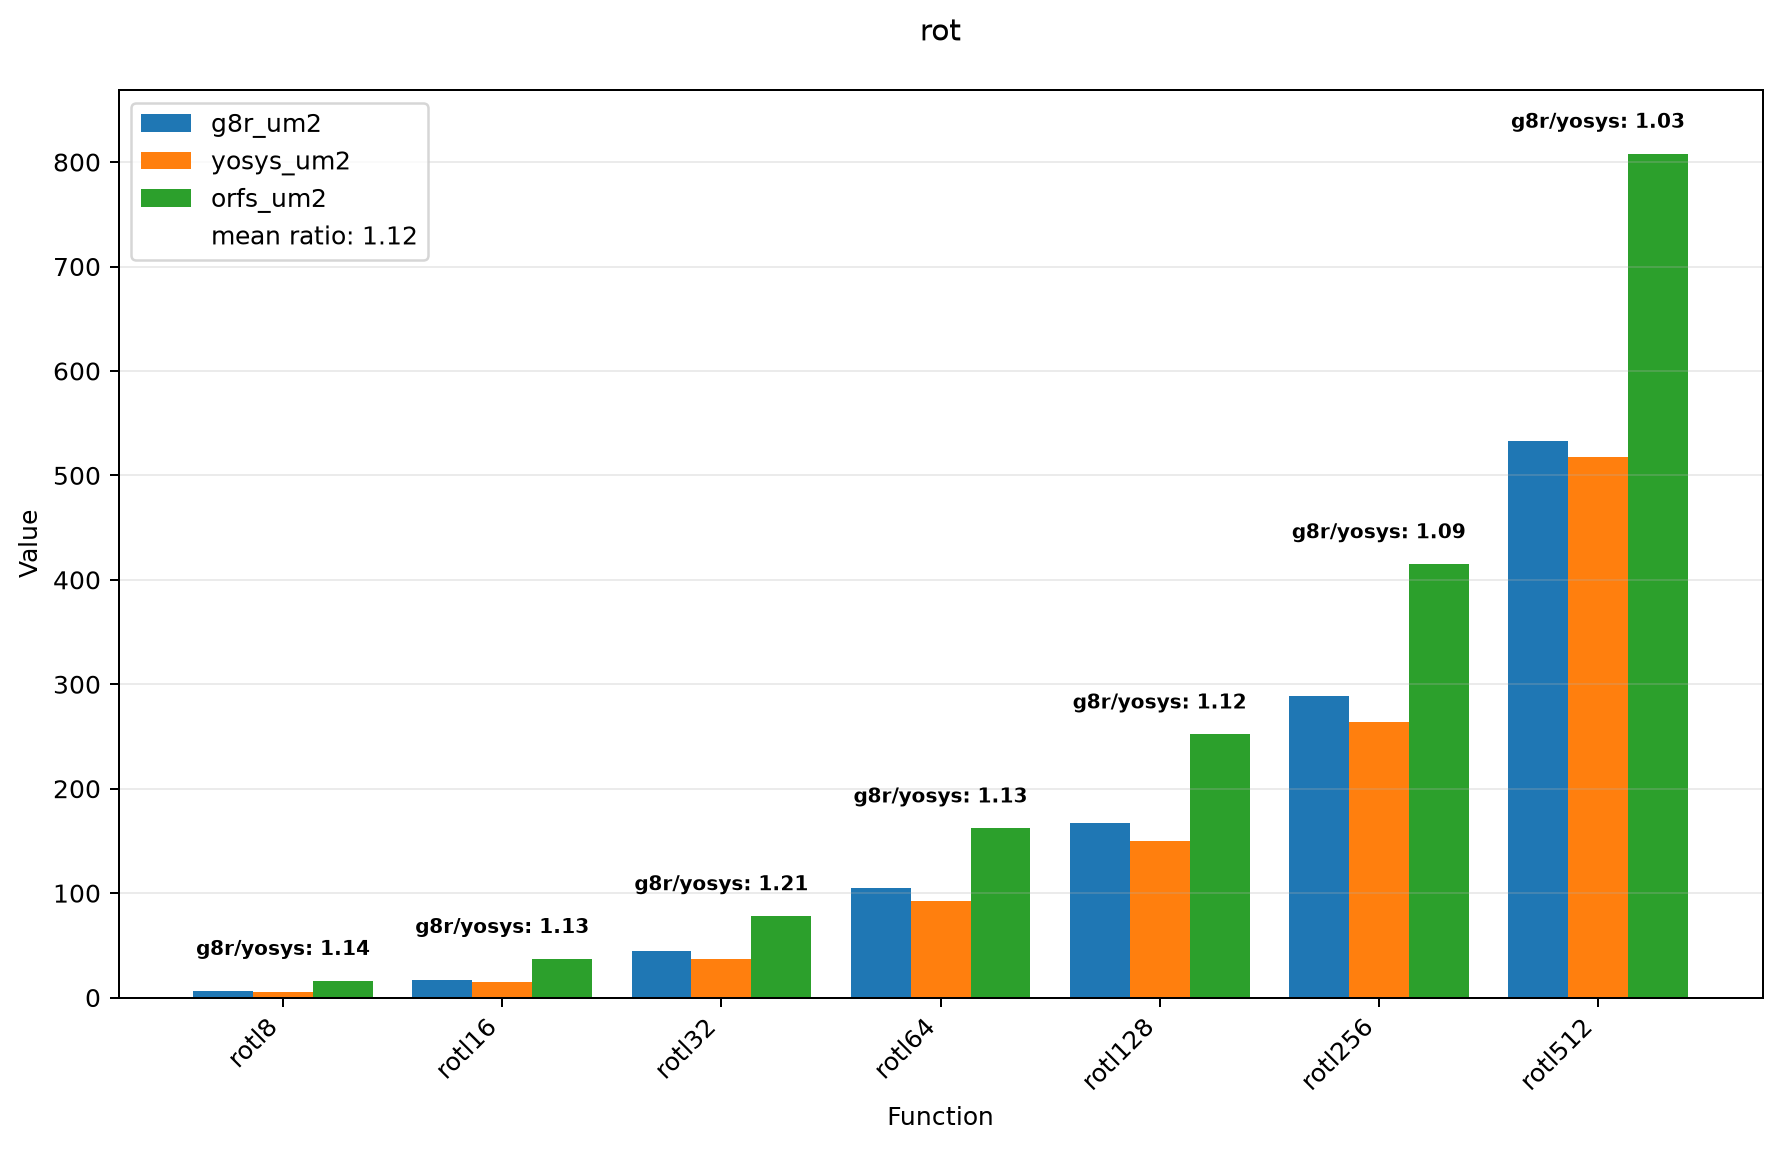 rot
g8r_um2
yosys_um2
orfs_um2
mean ratio: 1.12
g8r/yosys: 1.03
800
700
600
500
400
300
200
100
0
Value
g8r/yosys: 1.09
g8r/yosys: 1.12
g8r/yosys: 1.13
g8r/yosys: 1.21
g8r/yosys: 1.13
g8r/yosys: 1.14
rotl8
rotl16
rotl32
rotl64
rotl128
rotl256
rotl512
Function